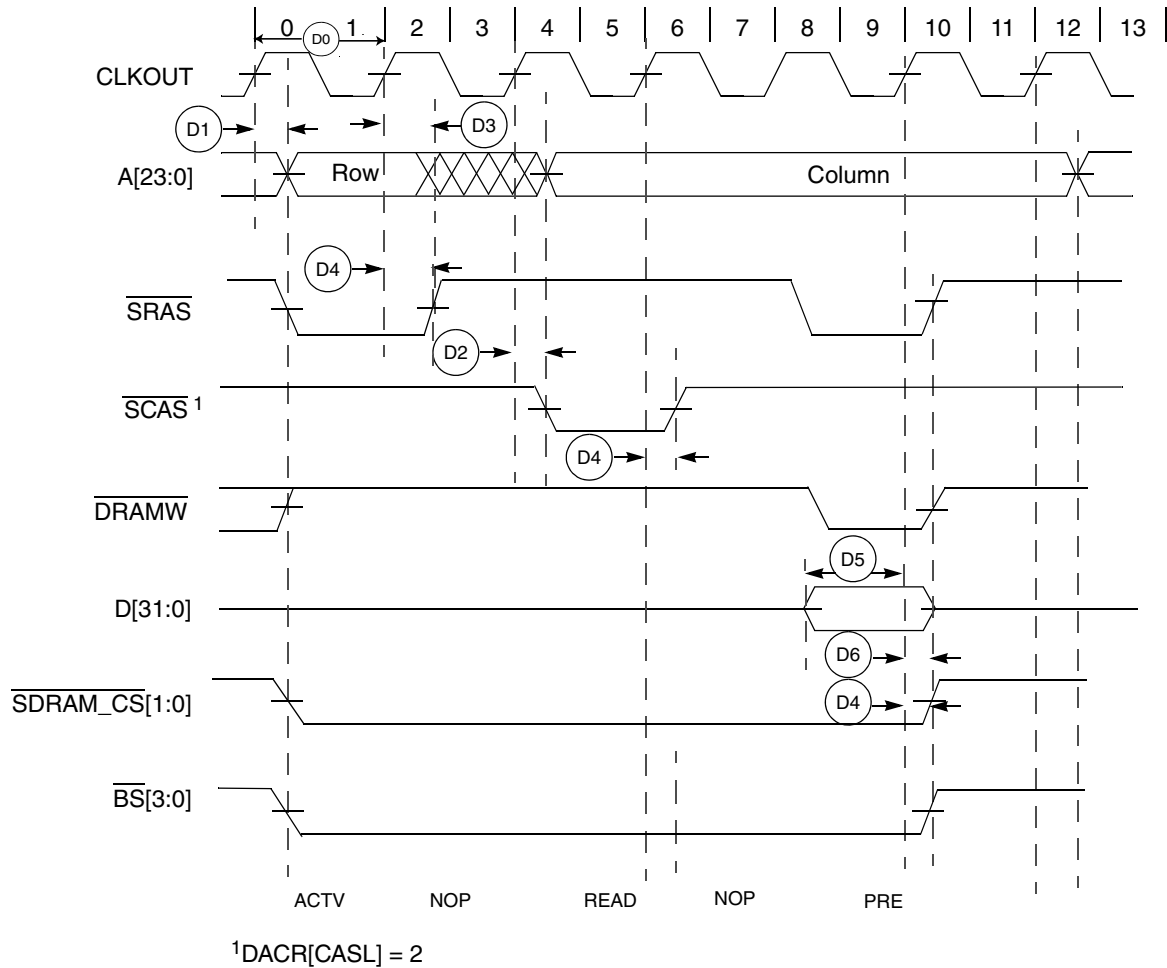 0 1 2 3 4 5 6 7 8 9 10 11 12 13
D0
CLKOUT
D1
D3
A[23:0]
Row
Column
D4
SRAS
D2
SCAS 1
D4
DRAMW
D5
D[31:0]
D6
SDRAM_CS[1:0]
D4
BS[3:0]
ACTV NOP READ NOP PRE
1DACR[CASL] = 2